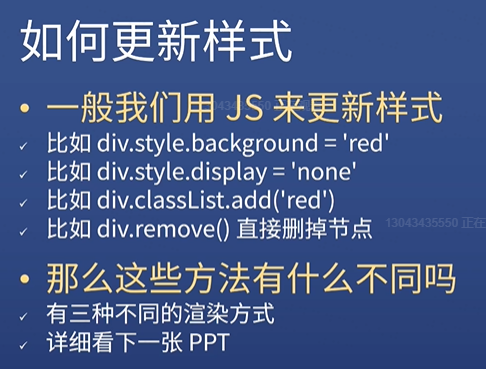 如何更新样式
• 一般我们用 JS 来更新样式
✓ 比如 div.style.background = 'red'
✓ 比如 div.style.display = 'none'
✓ 比如 div.classList.add('red')
✓ 比如 div.remove() 直接删掉节点
13043435550 正在
• 那么这些方法有什么不同吗
✓ 有三种不同的渲染方式
✓ 详细看下一张 PPT